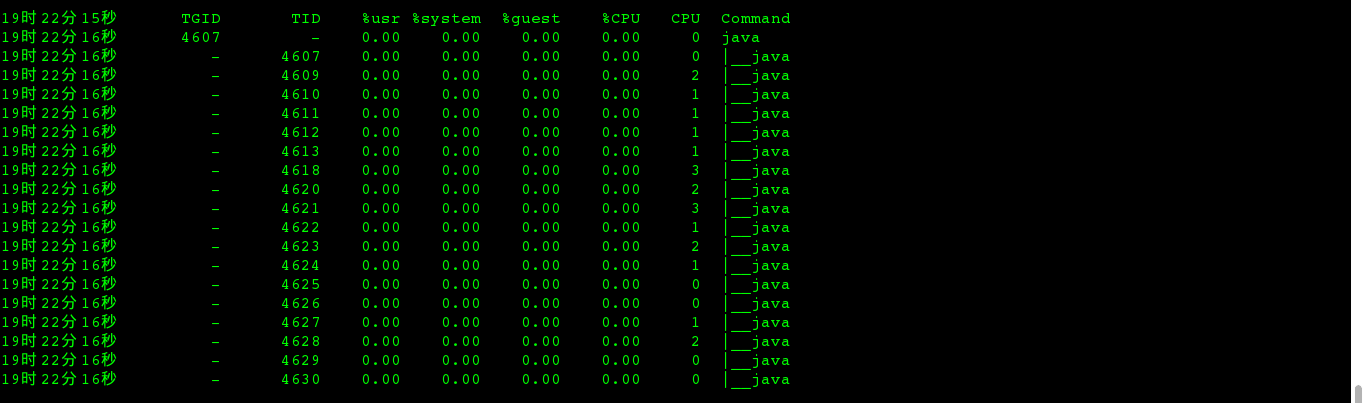 19时22分15秒 TGID TID %usr %system %guest %CPU CPU Command
19时22分16秒 4607 - 0.00 0.00 0.00 0.00 0 java
19时22分16秒 - 4607 0.00 0.00 0.00 0.00 0 |__java
19时22分16秒 - 4609 0.00 0.00 0.00 0.00 2 |__java
19时22分16秒 - 4610 0.00 0.00 0.00 0.00 1 |__java
19时22分16秒 - 4611 0.00 0.00 0.00 0.00 1 |__java
19时22分16秒 - 4612 0.00 0.00 0.00 0.00 1 |__java
19时22分16秒 - 4613 0.00 0.00 0.00 0.00 1 |__java
19时22分16秒 - 4618 0.00 0.00 0.00 0.00 3 |__java
19时22分16秒 - 4620 0.00 0.00 0.00 0.00 2 |__java
19时22分16秒 - 4621 0.00 0.00 0.00 0.00 3 |__java
19时22分16秒 - 4622 0.00 0.00 0.00 0.00 1 |__java
19时22分16秒 - 4623 0.00 0.00 0.00 0.00 2 |__java
19时22分16秒 - 4624 0.00 0.00 0.00 0.00 1 |__java
19时22分16秒 - 4625 0.00 0.00 0.00 0.00 0 |__java
19时22分16秒 - 4626 0.00 0.00 0.00 0.00 0 |__java
19时22分16秒 - 4627 0.00 0.00 0.00 0.00 1 |__java
19时22分16秒 - 4628 0.00 0.00 0.00 0.00 2 |__java
19时22分16秒 - 4629 0.00 0.00 0.00 0.00 0 |__java
19时22分16秒 - 4630 0.00 0.00 0.00 0.00 0 |__java